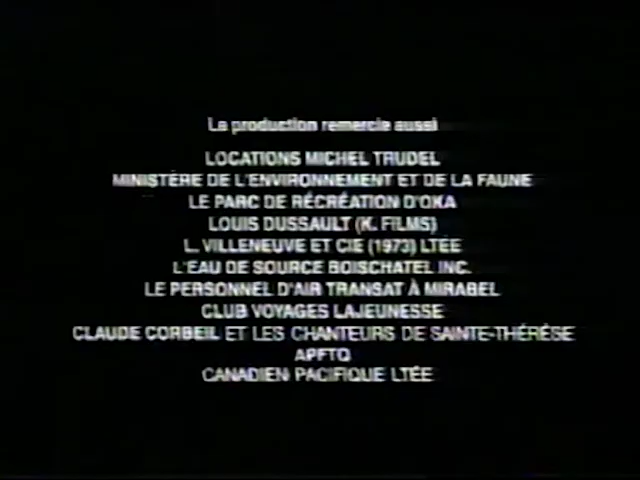 La production remercie aussi
LOCATIONS MICHEL TRUDEL
MINISTÈRE DE L'ENVIRONNEMENT ET DE LA FAUNE
LE PARC DE RÉCRÉATION D'OKA
LOUIS DUSSAULT (K. FILMS)
L. VILLENEUVE ET CIE (1973) LTÉE
L'EAU DE SOURCE BOISCHATEL INC.
LE PERSONNEL D'AIR TRANSAT À MIRABEL
CLUB VOYAGES LAJEUNESSE
CLAUDE CORBEIL ET LES CHANTEURS DE SAINTE-THÉRÈSE
APFTQ
CANADIEN PACIFIQUE LTÉE